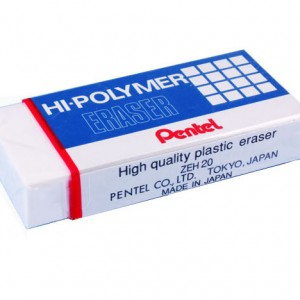 HI-POLYMER
ERASER
Pentel
High quality plastic eraser
ZEH20
PENTEL CO., LTD. TOKYO, JAPAN
MADE IN JAPAN